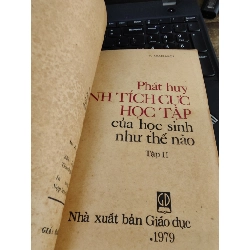 Phát huy
NH TÍCH CỰC
HỌC TẬP
của học sinh
như thế nào
Tập II
Nhà xuất bản Giáo dục
1979